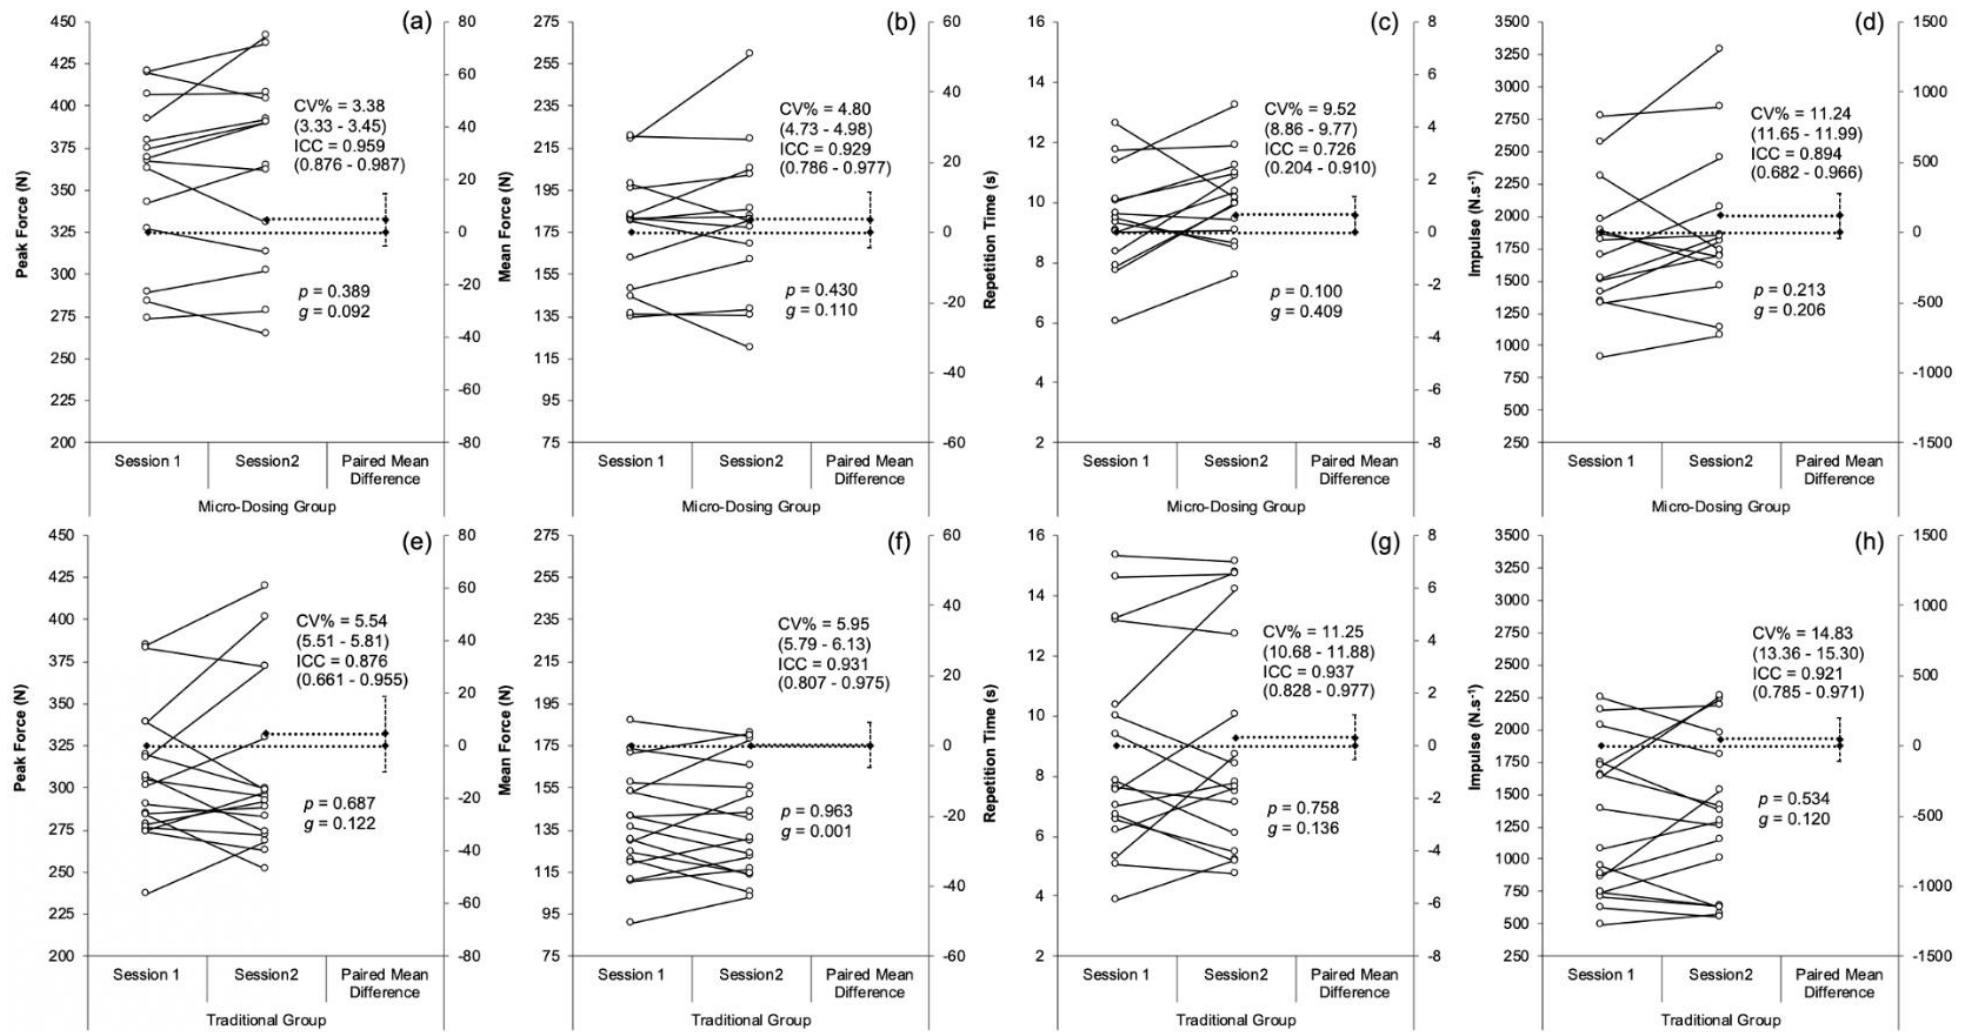 (a)
Peak Force (N)
450
425
400
375
350
325
300
275
250
225
200
80
60
40
20
0
-20
-40
-60
-80
CV% = 3.38
(3.33 - 3.45)
ICC = 0.959
(0.876 - 0.987)
p = 0.389
g = 0.092
Session 1
Session2
Paired Mean
Difference
Micro-Dosing Group
(b)
Mean Force (N)
275
255
235
215
195
175
155
135
115
95
75
60
40
20
0
-20
-40
-60
CV% = 4.80
(4.73 - 4.98)
ICC = 0.929
(0.786 - 0.977)
p = 0.430
g = 0.110
Session 1
Session2
Paired Mean
Difference
Micro-Dosing Group
(c)
Repetition Time (s)
16
14
12
10
8
6
4
2
8
6
4
2
0
-2
-4
-6
-8
CV% = 9.52
(8.86 - 9.77)
ICC = 0.726
(0.204 - 0.910)
p = 0.100
g = 0.409
Session 1
Session2
Paired Mean
Difference
Micro-Dosing Group
(d)
Impulse (N.s⁻¹)
3500
3250
3000
2750
2500
2250
2000
1750
1500
1250
1000
750
500
250
1500
1000
500
0
-500
-1000
-1500
CV% = 11.24
(11.65 - 11.99)
ICC = 0.894
(0.682 - 0.966)
p = 0.213
g = 0.206
Session 1
Session2
Paired Mean
Difference
Micro-Dosing Group
(e)
Peak Force (N)
450
425
400
375
350
325
300
275
250
225
200
80
60
40
20
0
-20
-40
-60
-80
CV% = 5.54
(5.51 - 5.81)
ICC = 0.876
(0.661 - 0.955)
p = 0.687
g = 0.122
Session 1
Session2
Paired Mean
Difference
Traditional Group
(f)
Mean Force (N)
275
255
235
215
195
175
155
135
115
95
75
60
40
20
0
-20
-40
-60
CV% = 5.95
(5.79 - 6.13)
ICC = 0.931
(0.807 - 0.975)
p = 0.963
g = 0.001
Session 1
Session2
Paired Mean
Difference
Traditional Group
(g)
Repetition Time (s)
16
14
12
10
8
6
4
2
8
6
4
2
0
-2
-4
-6
-8
CV% = 11.25
(10.68 - 11.88)
ICC = 0.937
(0.828 - 0.977)
p = 0.758
g = 0.136
Session 1
Session2
Paired Mean
Difference
Traditional Group
(h)
Impulse (N.s⁻¹)
3500
3250
3000
2750
2500
2250
2000
1750
1500
1250
1000
750
500
250
1500
1000
500
0
-500
-1000
-1500
CV% = 14.83
(13.36 - 15.30)
ICC = 0.921
(0.785 - 0.971)
p = 0.534
g = 0.120
Session 1
Session2
Paired Mean
Difference
Traditional Group